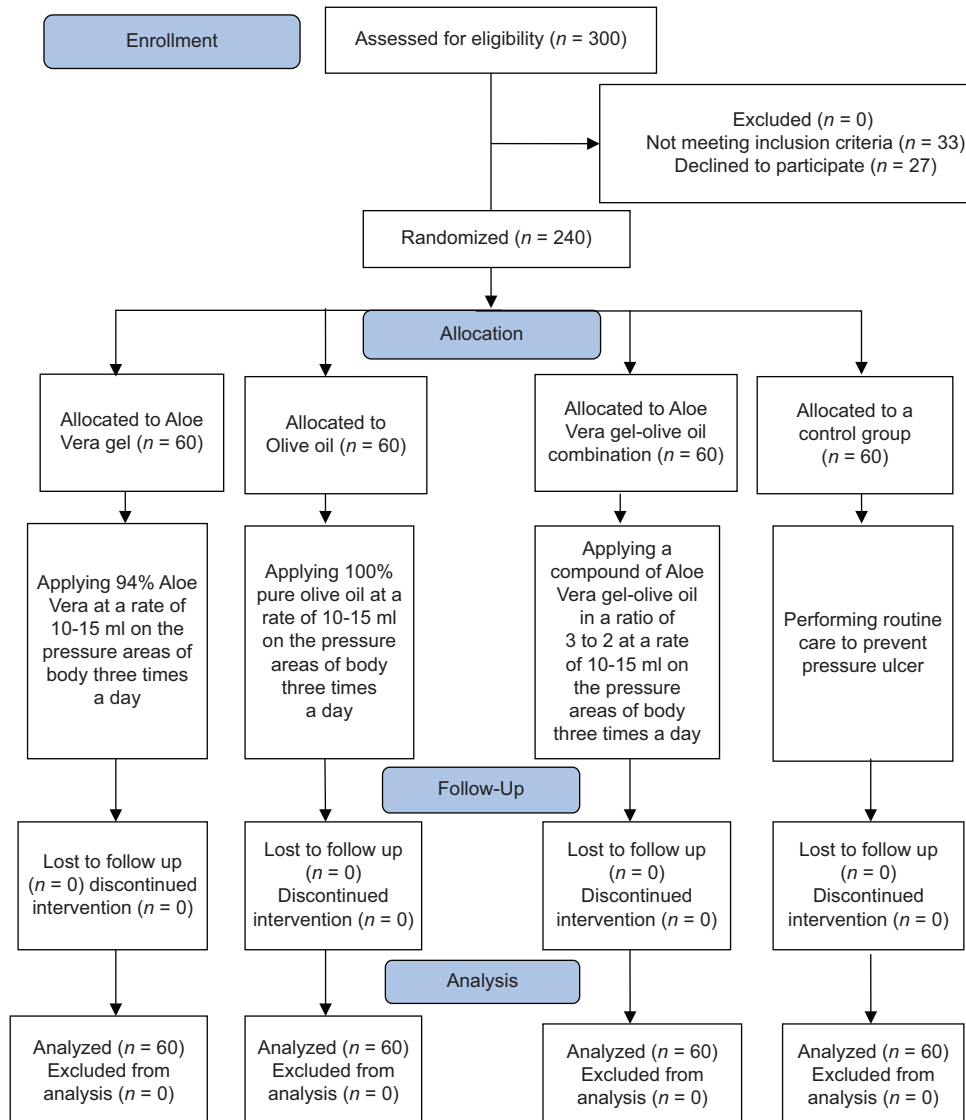 Enrollment
Assessed for eligibility (n = 300)
Excluded (n = 0)
Not meeting inclusion criteria (n = 33)
Declined to participate (n = 27)
Randomized (n = 240)
Allocation
Allocated to Aloe
Vera gel (n = 60)
Allocated to
Olive oil (n = 60)
Allocated to Aloe
Vera gel-olive oil
combination (n = 60)
Allocated to a
control group
(n = 60)
Applying 94% Aloe
Vera at a rate of
10-15 ml on the
pressure areas of
body three times
a day
Applying 100%
pure olive oil at a
rate of 10-15 ml
on the pressure
areas of body
three times
a day
Applying a
compound of Aloe
Vera gel-olive oil
in a ratio of
3 to 2 at a rate
of 10-15 ml on
the pressure
areas of body
three times a day
Performing routine
care to prevent
pressure ulcer
Follow-Up
Lost to follow up
(n = 0) discontinued
intervention (n = 0)
Lost to follow up
(n = 0)
Discontinued
intervention (n = 0)
Lost to follow up
(n = 0)
Discontinued
intervention (n = 0)
Lost to follow up
(n = 0)
Discontinued
intervention (n = 0)
Analysis
Analyzed (n = 60)
Excluded from
analysis (n = 0)
Analyzed (n = 60)
Excluded from
analysis (n = 0)
Analyzed (n = 60)
Excluded from
analysis (n = 0)
Analyzed (n = 60)
Excluded from
analysis (n = 0)